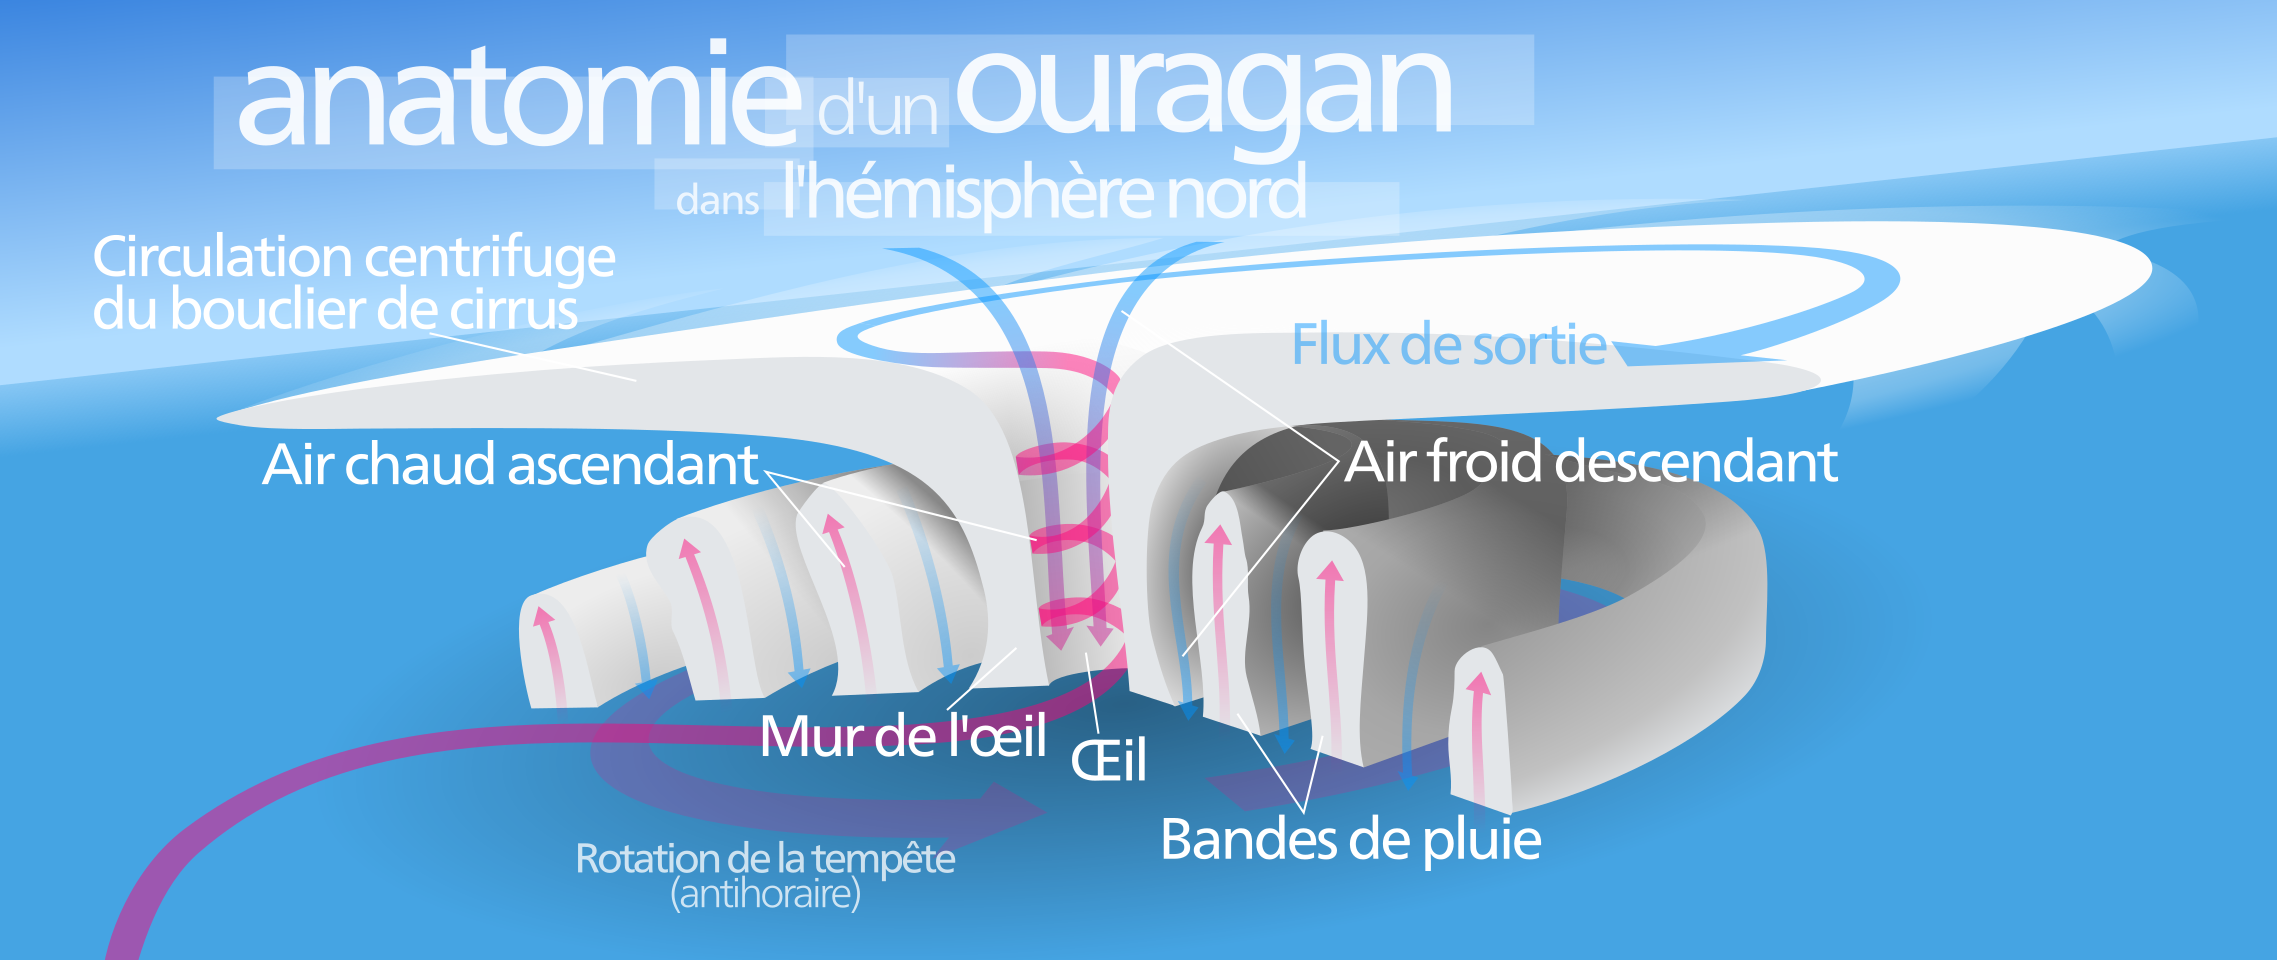 anatomie d'un ouragan
dans l'hémisphère nord
Circulation centrifuge
du bouclier de cirrus
Flux de sortie
Air chaud ascendant
Air froid descendant
Mur de l'œil
Œil
Bandes de pluie
Rotation de la tempête
(antihoraire)